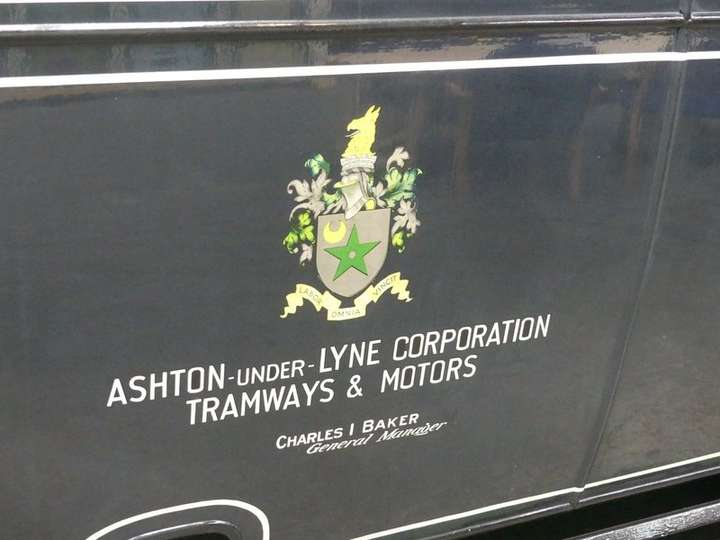 LABOR OMNIA VINCIT
ASHTON-UNDER-LYNE CORPORATION
TRAMWAYS & MOTORS
CHARLES I BAKER
General Manager